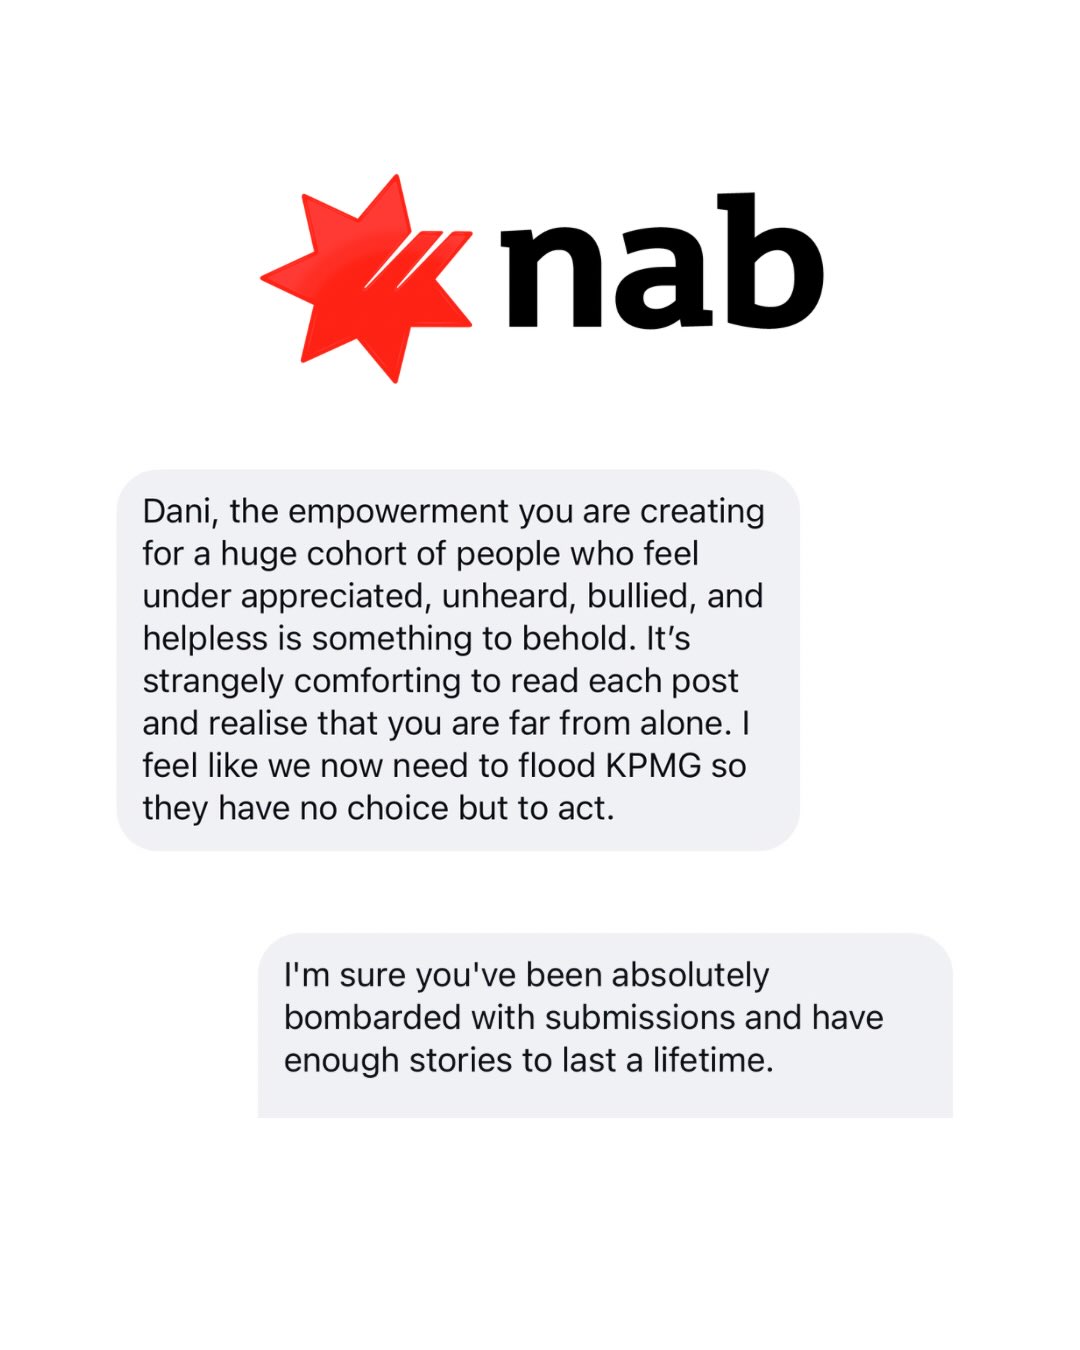 nab
Dani, the empowerment you are creating
for a huge cohort of people who feel
under appreciated, unheard, bullied, and
helpless is something to behold. It’s
strangely comforting to read each post
and realise that you are far from alone. I
feel like we now need to flood KPMG so
they have no choice but to act.
I'm sure you've been absolutely
bombarded with submissions and have
enough stories to last a lifetime.